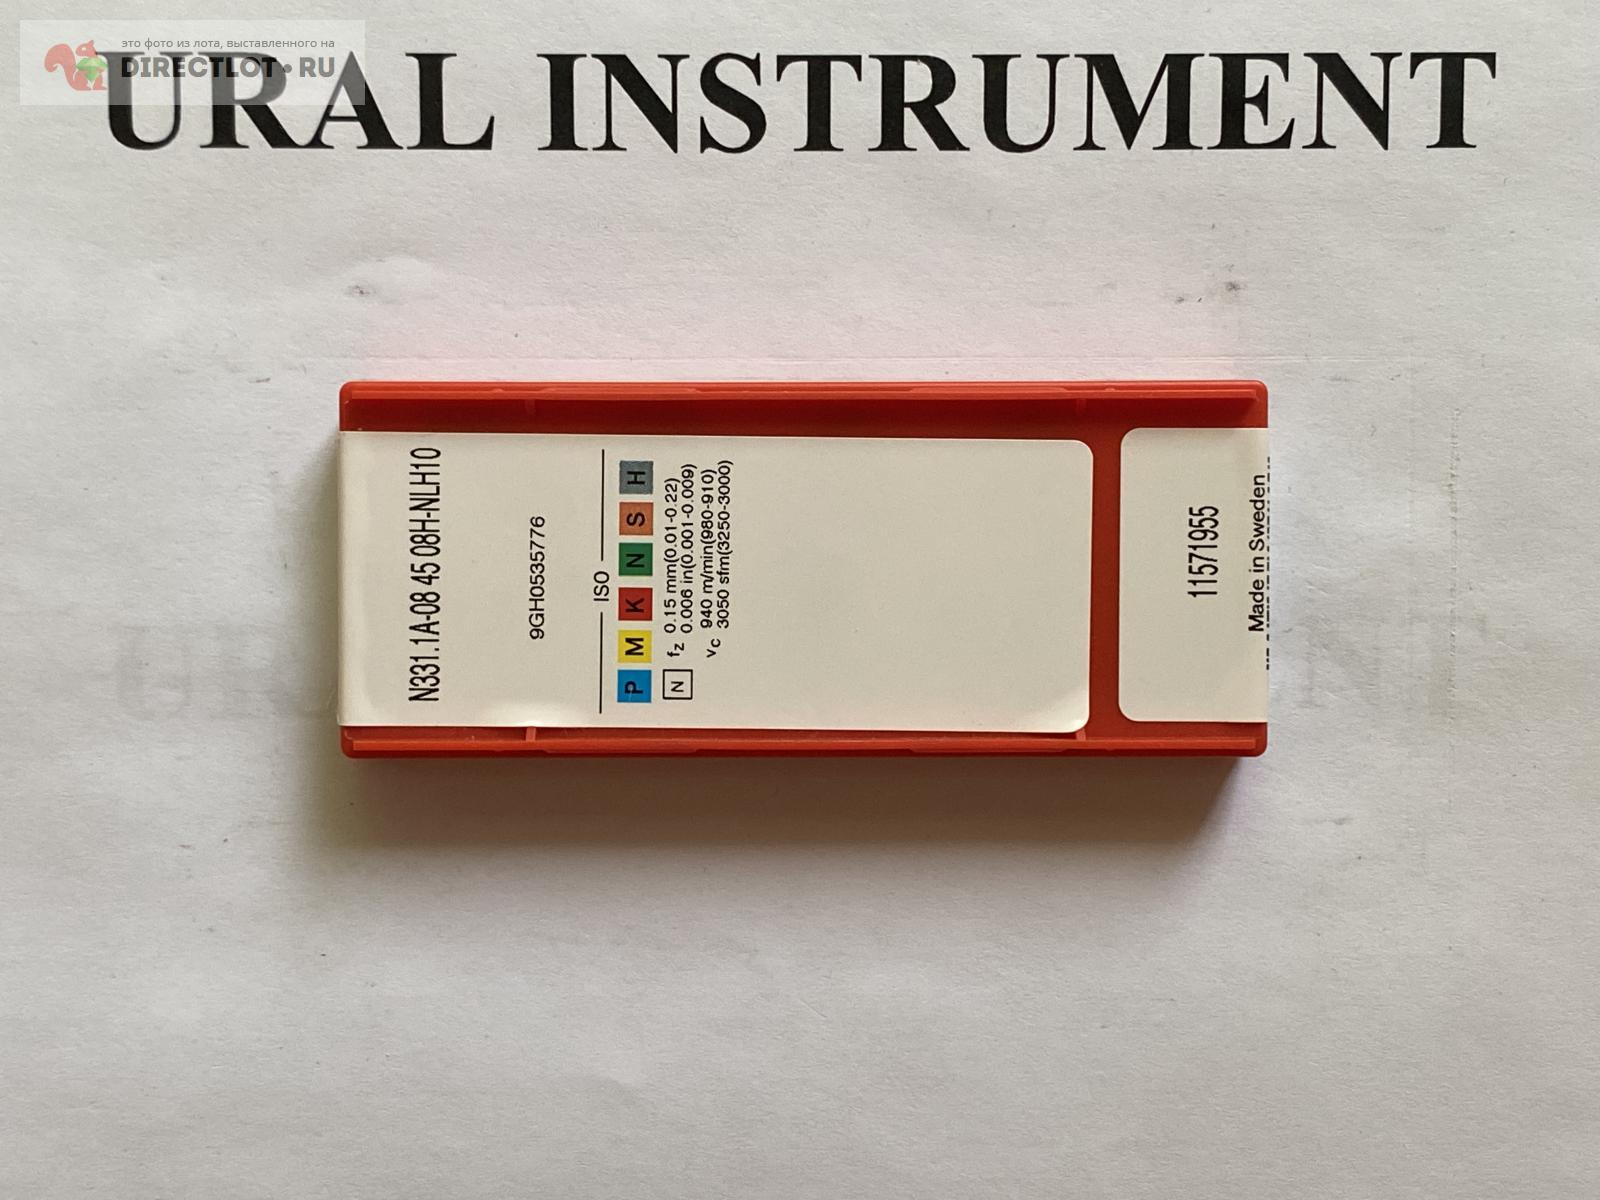 это фото из лота, выставленного на
DIRECTLOT.RU
URAL INSTRUMENT
N331.1A-08 45 08H-NLH10
9GH0535776
ISO
P M K N S H
N fz 0.15 mm(0.01-0.22)
0.006 in(0.001-0.009)
vc 940 m/min(980-910)
3050 sfm(3250-3000)
11571955
Made in Sweden